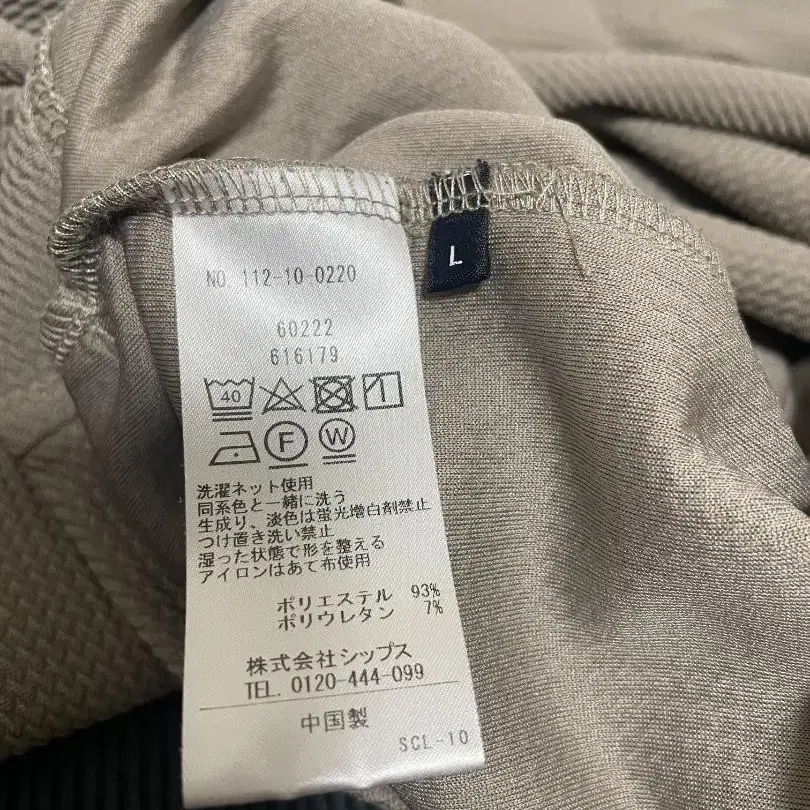 L
NO 112-10-0220
60222
616179
40
F W
洗濯ネット使用
同系色と一緒に洗う
生成り、淡色は蛍光増白剤禁止
つけ置き洗い禁止
湿った状態で形を整える
アイロンはあて布使用
ポリエステル 93%
ポリウレタン 7%
株式会社シップス
TEL. 0120-444-099
中国製
SCL-10